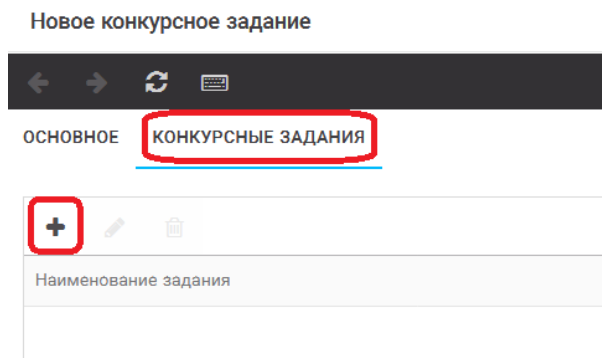 Новое конкурсное задание
ОСНОВНОЕ КОНКУРСНЫЕ ЗАДАНИЯ
Наименование задания